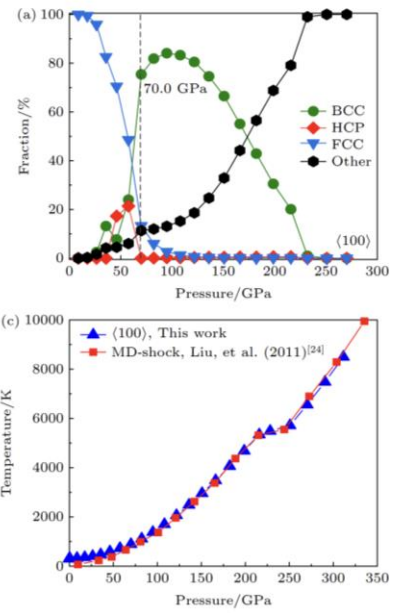 (a)
100
80
60
40
20
0
Fraction/%
70.0 GPa
BCC
HCP
FCC
Other
⟨100⟩
0 50 100 150 200 250 300
Pressure/GPa
(c)
10000
8000
6000
4000
2000
0
Temperature/K
⟨100⟩, This work
MD-shock, Liu, et al. (2011)[24]
0 50 100 150 200 250 300 350
Pressure/GPa